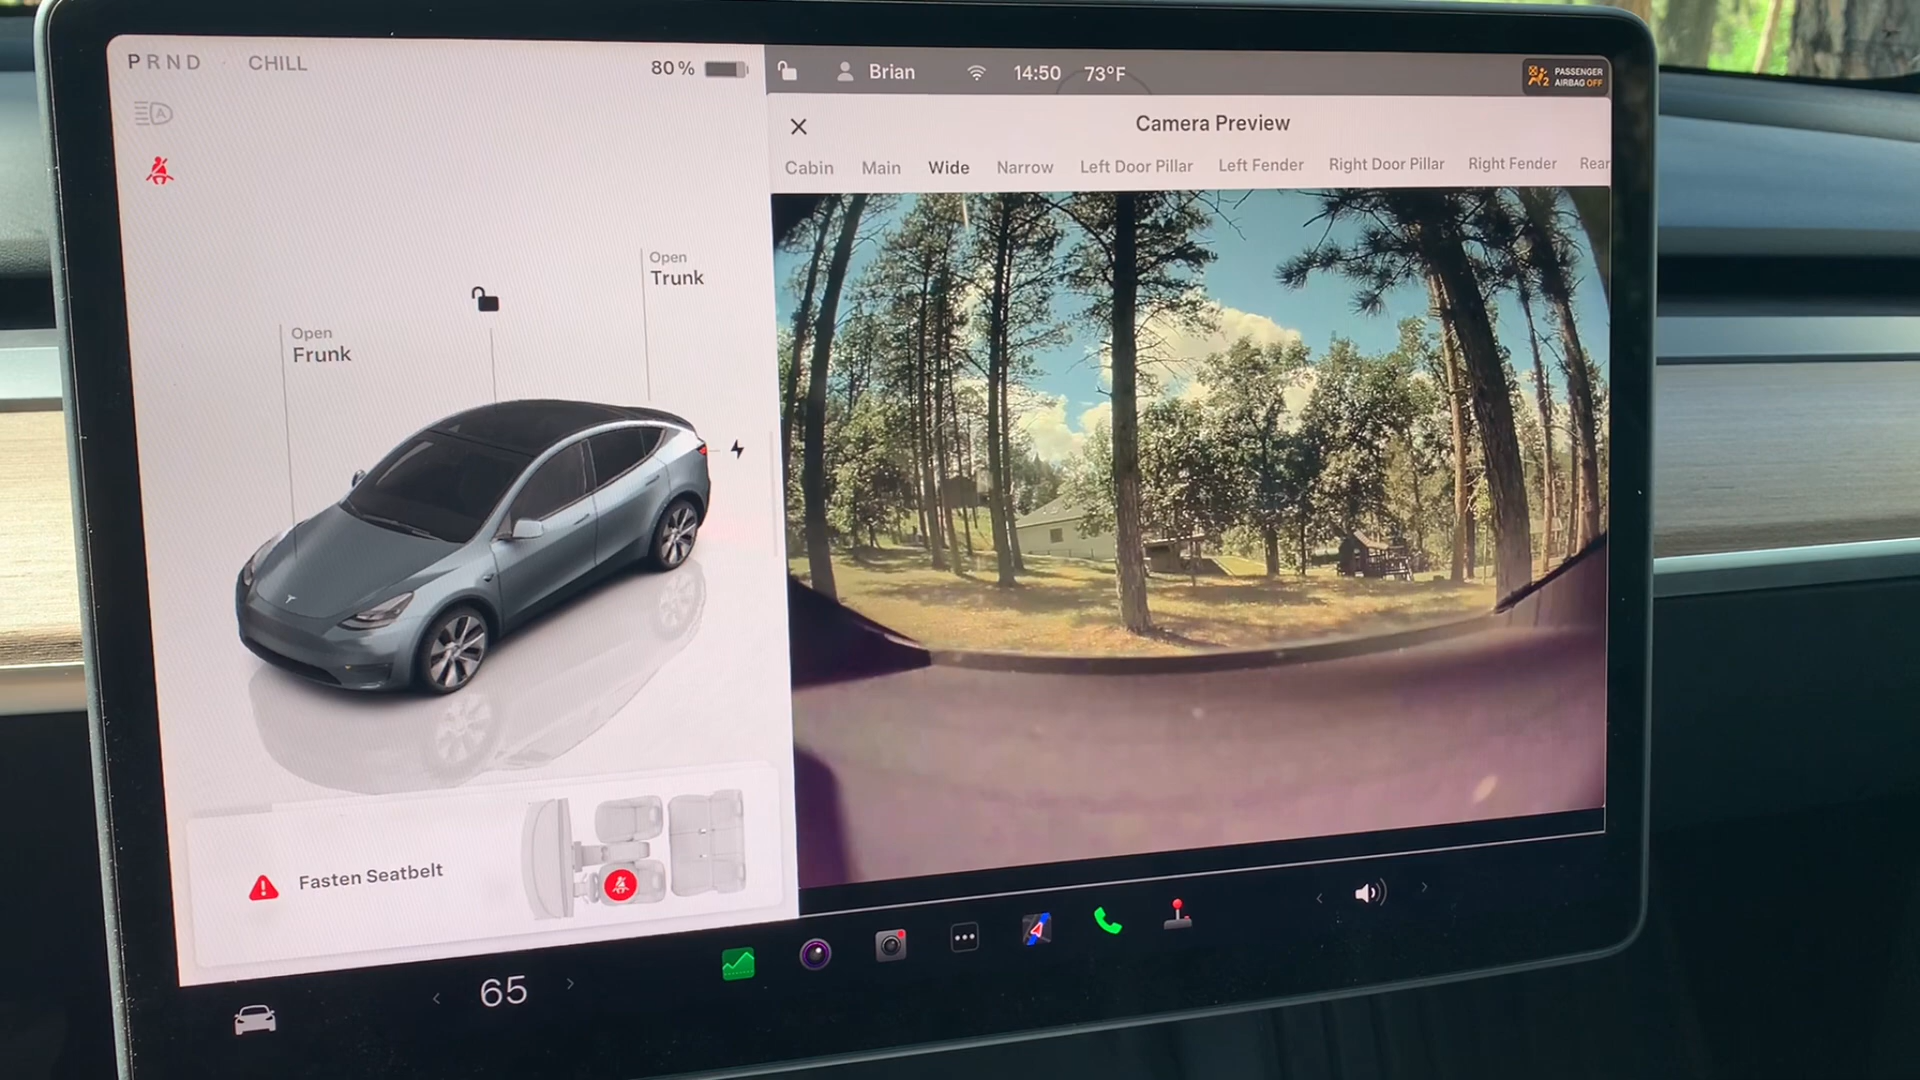 PRND CHILL
80 %
Brian 14:50 73°F
PASSENGER
AIRBAG OFF
2
Camera Preview
Cabin Main Wide Narrow Left Door Pillar Left Fender Right Door Pillar Right Fender Rear
A
Open
Trunk
Open
Frunk
Fasten Seatbelt
65